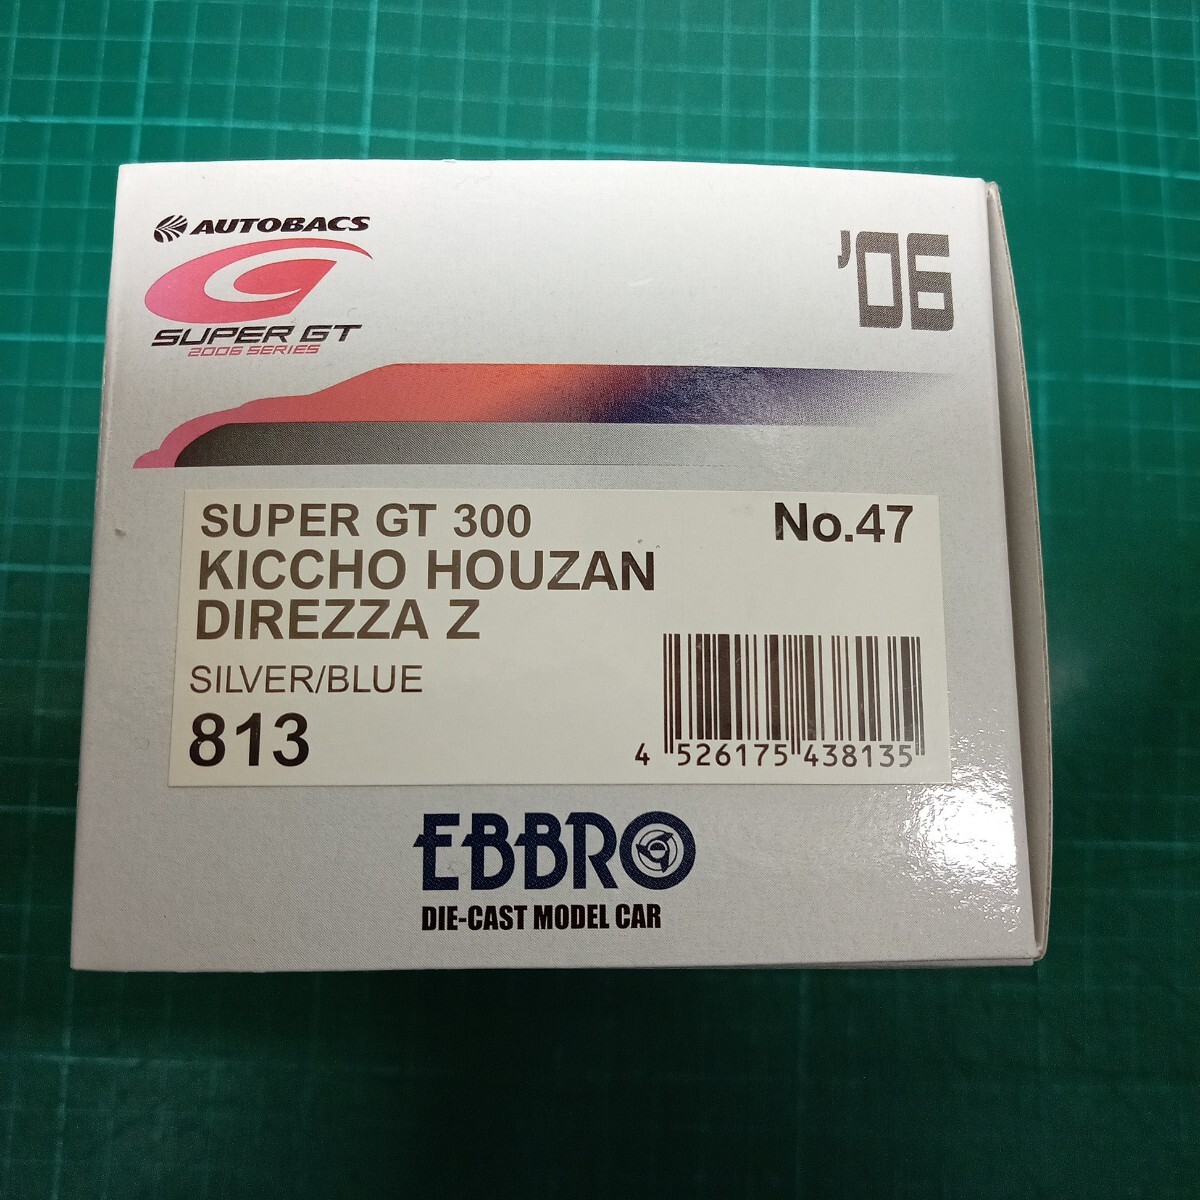 AUTOBACS
'06
SUPER GT
2006 SERIES
SUPER GT 300 No.47
KICCHO HOUZAN
DIREZZA Z
SILVER/BLUE
813
4 526175 438135
EBBRO
DIE-CAST MODEL CAR